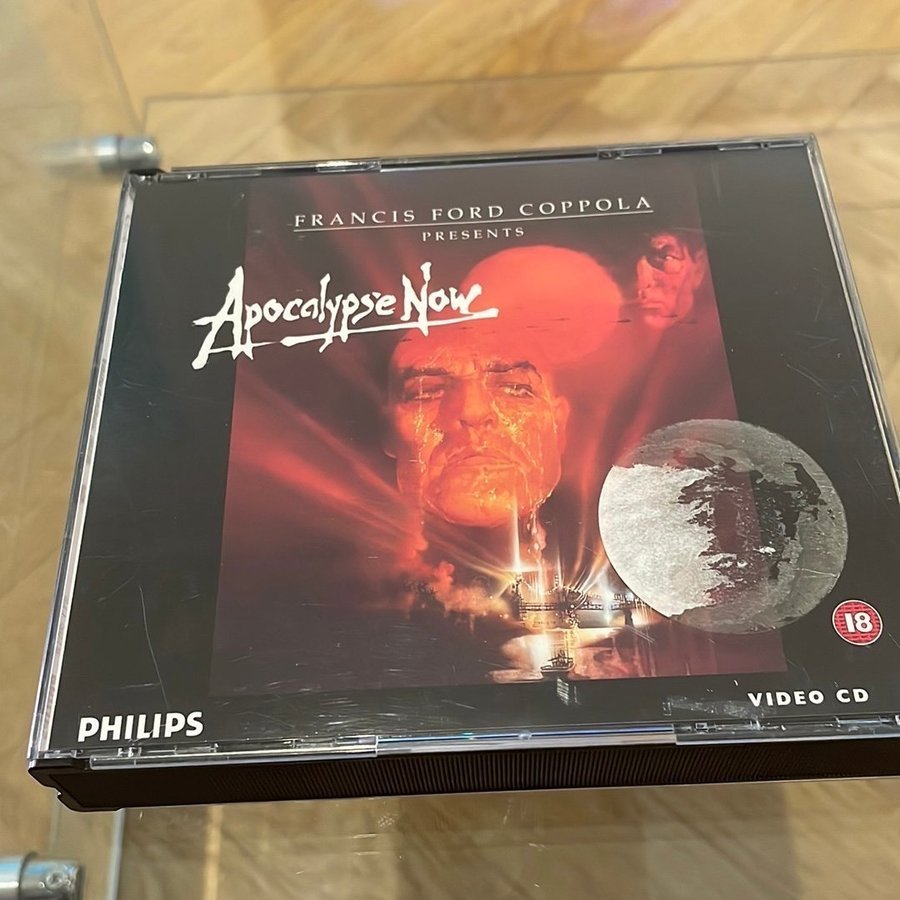 FRANCIS FORD COPPOLA
PRESENTS
Apocalypse Now
18
VIDEO CD
PHILIPS